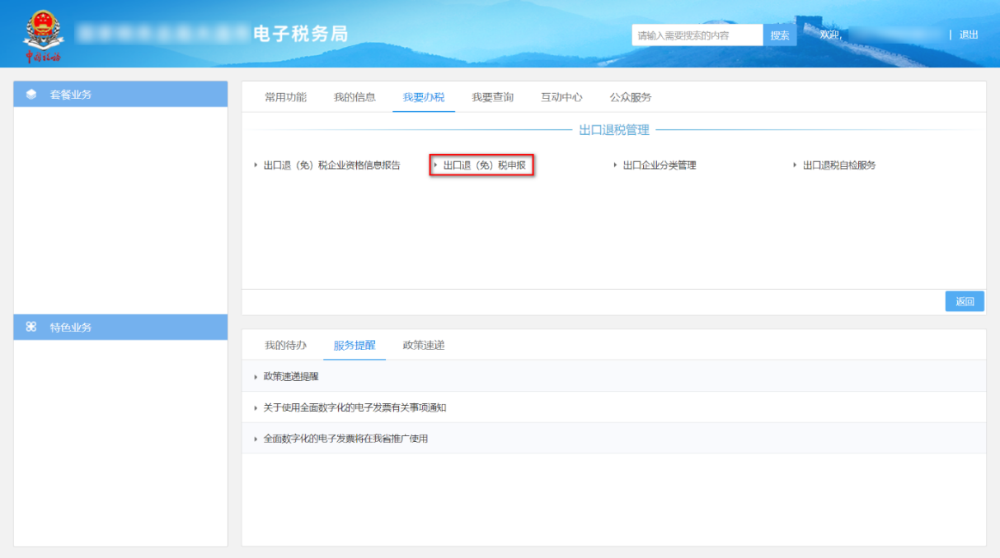 电子税务局
请输入需要搜索的内容 搜索 欢迎, | 退出
中国税务
套餐业务
常用功能 我的信息 我要办税 我要查询 互动中心 公众服务
出口退税管理
出口退（免）税企业资格信息报告 出口退（免）税申报 出口企业分类管理 出口退税自检服务
返回
特色业务
我的待办 服务提醒 政策速递
政策速递提醒
关于使用全面数字化的电子发票有关事项通知
全面数字化的电子发票将在我省推广使用